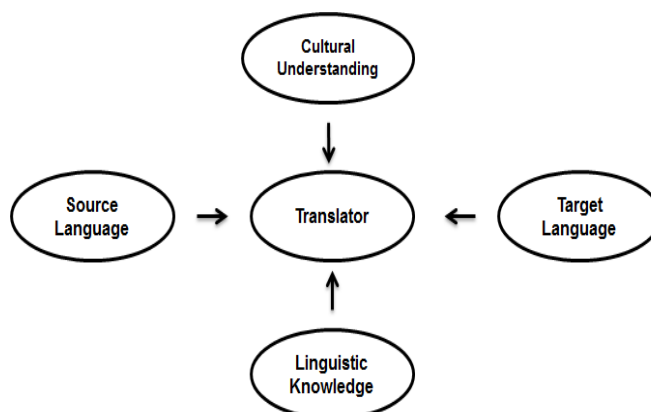 Cultural
Understanding
Source
Language
Translator
Target
Language
Linguistic
Knowledge